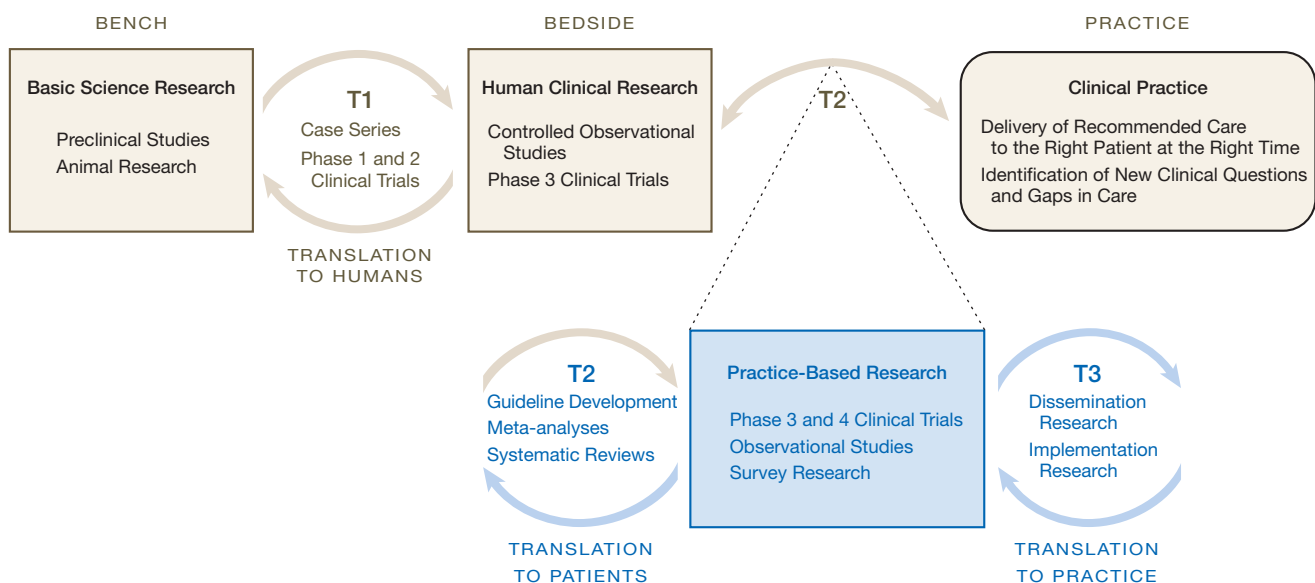 BENCH
BEDSIDE
PRACTICE
Basic Science Research
Preclinical Studies
Animal Research
T1
Case Series
Phase 1 and 2
Clinical Trials
TRANSLATION
TO HUMANS
Human Clinical Research
Controlled Observational
Studies
Phase 3 Clinical Trials
T2
Clinical Practice
Delivery of Recommended Care
to the Right Patient at the Right Time
Identification of New Clinical Questions
and Gaps in Care
T2
Guideline Development
Meta-analyses
Systematic Reviews
TRANSLATION
TO PATIENTS
Practice-Based Research
Phase 3 and 4 Clinical Trials
Observational Studies
Survey Research
T3
Dissemination
Research
Implementation
Research
TRANSLATION
TO PRACTICE